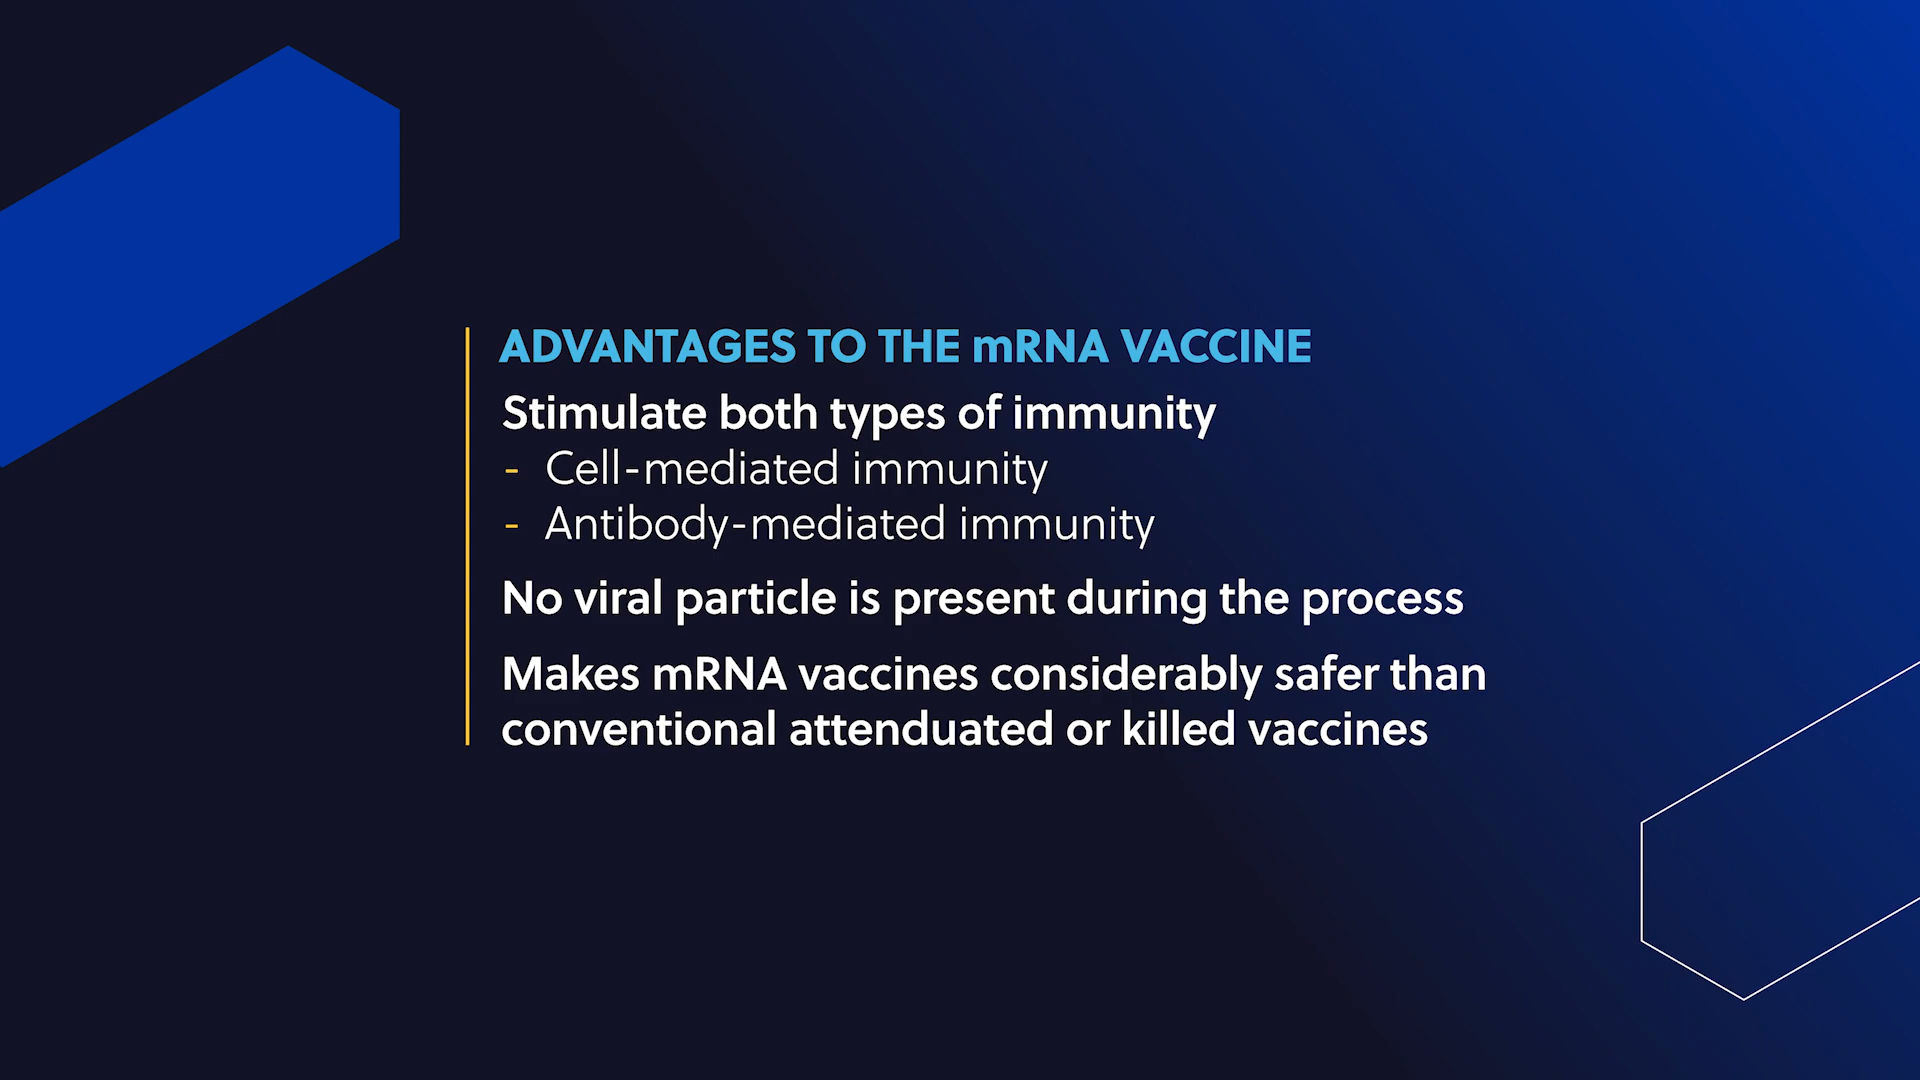 ADVANTAGES TO THE mRNA VACCINE
Stimulate both types of immunity
- Cell-mediated immunity
- Antibody-mediated immunity
No viral particle is present during the process
Makes mRNA vaccines considerably safer than
conventional attenduated or killed vaccines